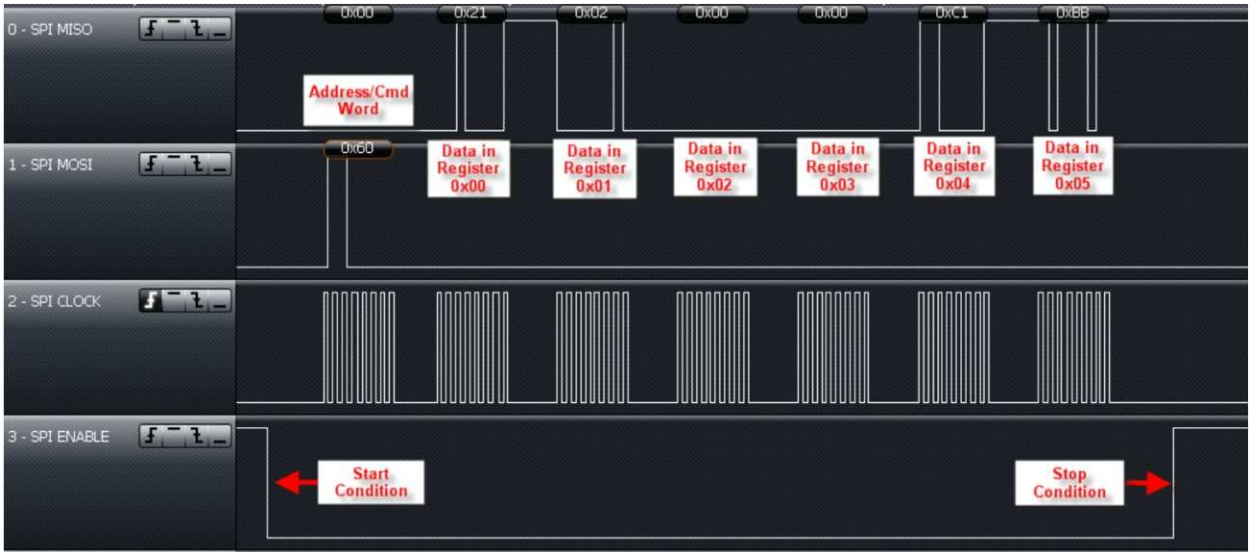 0x00 0x21 0x02 0x00 0x00 0xC1 0xBB
0 - SPI MISO
Address/Cmd
Word
0x60
1 - SPI MOSI
Data in
Register
0x00
Data in
Register
0x01
Data in
Register
0x02
Data in
Register
0x03
Data in
Register
0x04
Data in
Register
0x05
2 - SPI CLOCK
3 - SPI ENABLE
Start
Condition
Stop
Condition